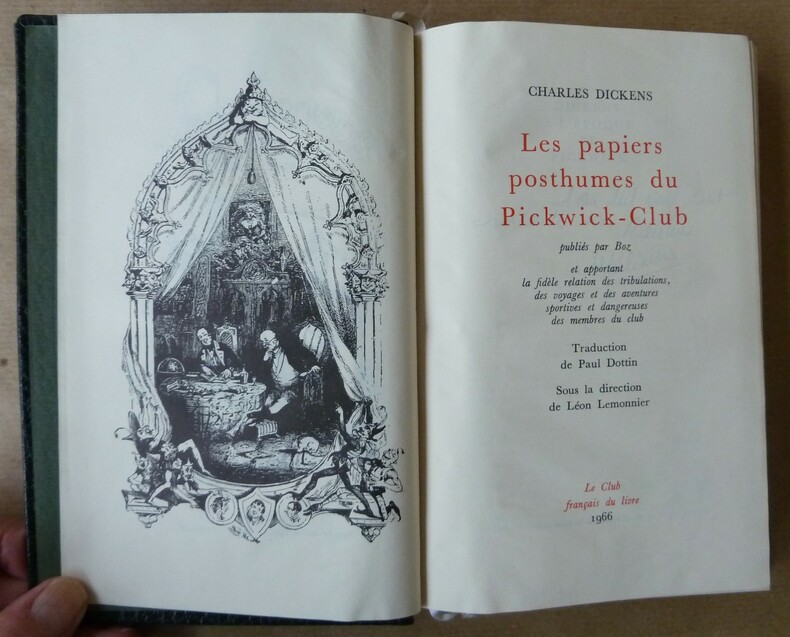 CHARLES DICKENS
Les papiers
posthumes du
Pickwick-Club
publiés par Boz
et apportant
la fidèle relation des tribulations,
des voyages et des aventures
sportives et dangereuses
des membres du club
Traduction
de Paul Dottin
Sous la direction
de Léon Lemonnier
Le Club
français du livre
1966